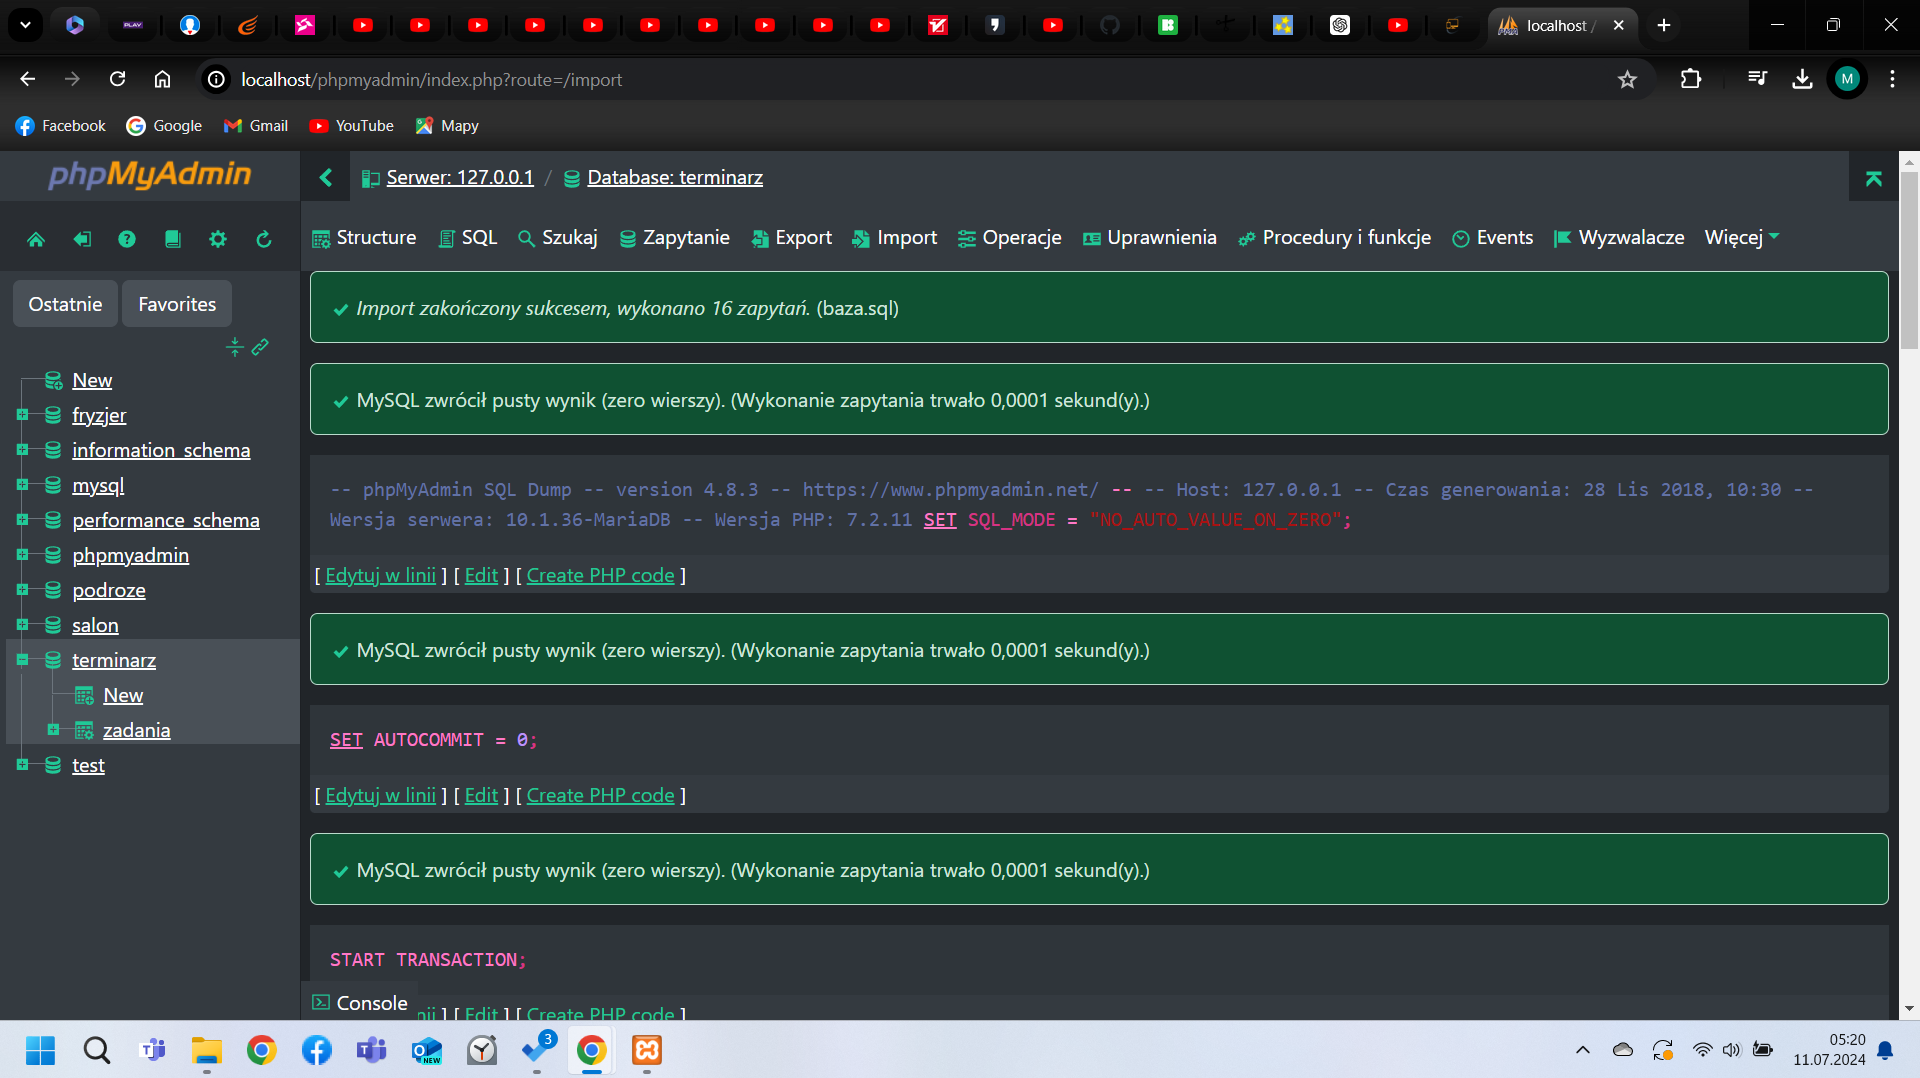 PLAY
localhost /
localhost/phpmyadmin/index.php?route=/import
M
Facebook
Google
Gmail
YouTube
Mapy
phpMyAdmin
Serwer: 127.0.0.1 / Database: terminarz
Structure
SQL
Szukaj
Zapytanie
Export
Import
Operacje
Uprawnienia
Procedury i funkcje
Events
Wyzwalacze
Więcej
Ostatnie
Favorites
New
fryzjer
information_schema
mysql
performance_schema
phpmyadmin
podroze
salon
terminarz
New
zadania
test
Import zakończony sukcesem, wykonano 16 zapytań. (baza.sql)
MySQL zwrócił pusty wynik (zero wierszy). (Wykonanie zapytania trwało 0,0001 sekund(y).)
-- phpMyAdmin SQL Dump -- version 4.8.3 -- https://www.phpmyadmin.net/ -- -- Host: 127.0.0.1 -- Czas generowania: 28 Lis 2018, 10:30 --
Wersja serwera: 10.1.36-MariaDB -- Wersja PHP: 7.2.11 SET SQL_MODE = "NO_AUTO_VALUE_ON_ZERO";
[ Edytuj w linii ] [ Edit ] [ Create PHP code ]
MySQL zwrócił pusty wynik (zero wierszy). (Wykonanie zapytania trwało 0,0001 sekund(y).)
SET AUTOCOMMIT = 0;
[ Edytuj w linii ] [ Edit ] [ Create PHP code ]
MySQL zwrócił pusty wynik (zero wierszy). (Wykonanie zapytania trwało 0,0001 sekund(y).)
START TRANSACTION;
Console
nii ] [ Edit ] [ Create PHP code ]
NEW
3
05:20
11.07.2024